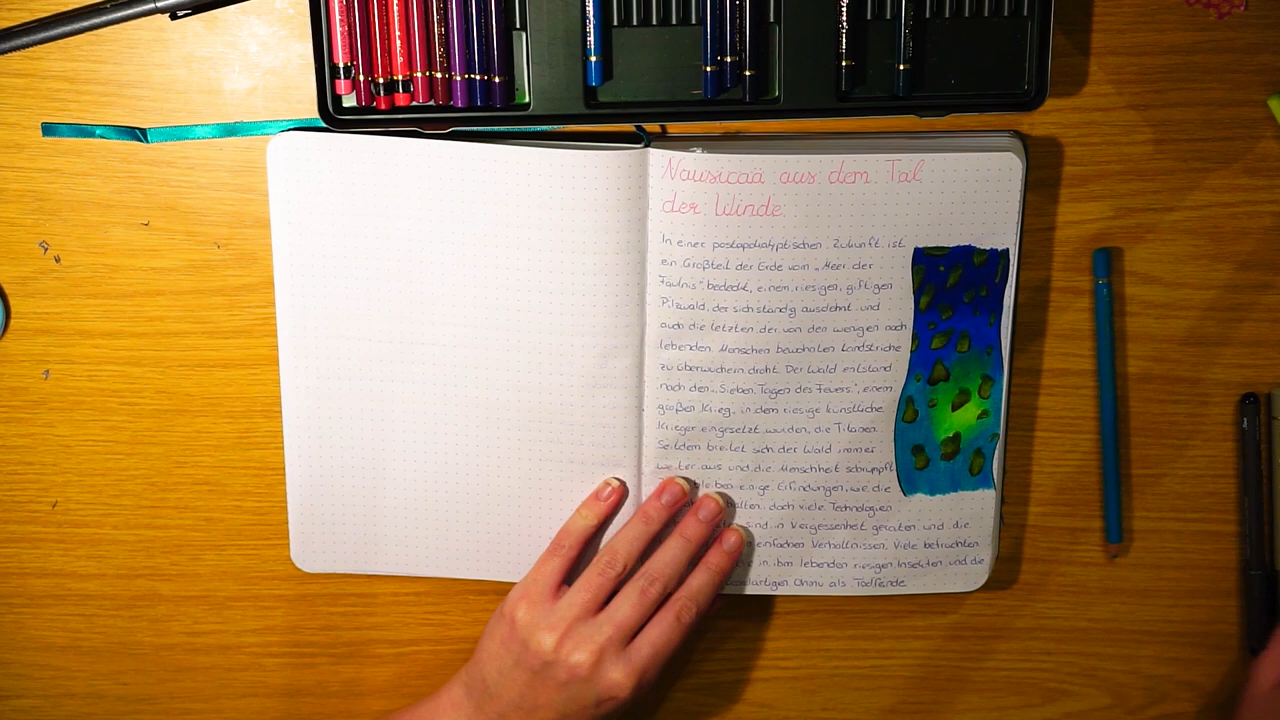 Nausicaä aus dem Tal
der Winde
In einer postapokalyptischen Zukunft ist
ein Großteil der Erde vom „Meer der
Fäulnis" bedeckt, einem riesigen, giftigen
Pilzwald, der sich ständig ausdehnt und
auch die letzten der von den wenigen noch
lebenden Menschen bewohnten Landstriche
zu überwuchern droht. Der Wald entstand
nach den „Sieben Tagen des Feuers", einem
großen Krieg, in dem riesige künstliche
Krieger eingesetzt wurden, die Titanen.
Seitdem breitet sich der Wald immer
weiter aus und die Menschheit schrumpft
bleiben einige Erfindungen, wie die
halten, doch viele Technologien
sind in Vergessenheit geraten und die
einfachen Verhältnissen. Viele betrachten
in ihm lebenden riesigen Insekten und die
artigen Ohmu als Todfeinde